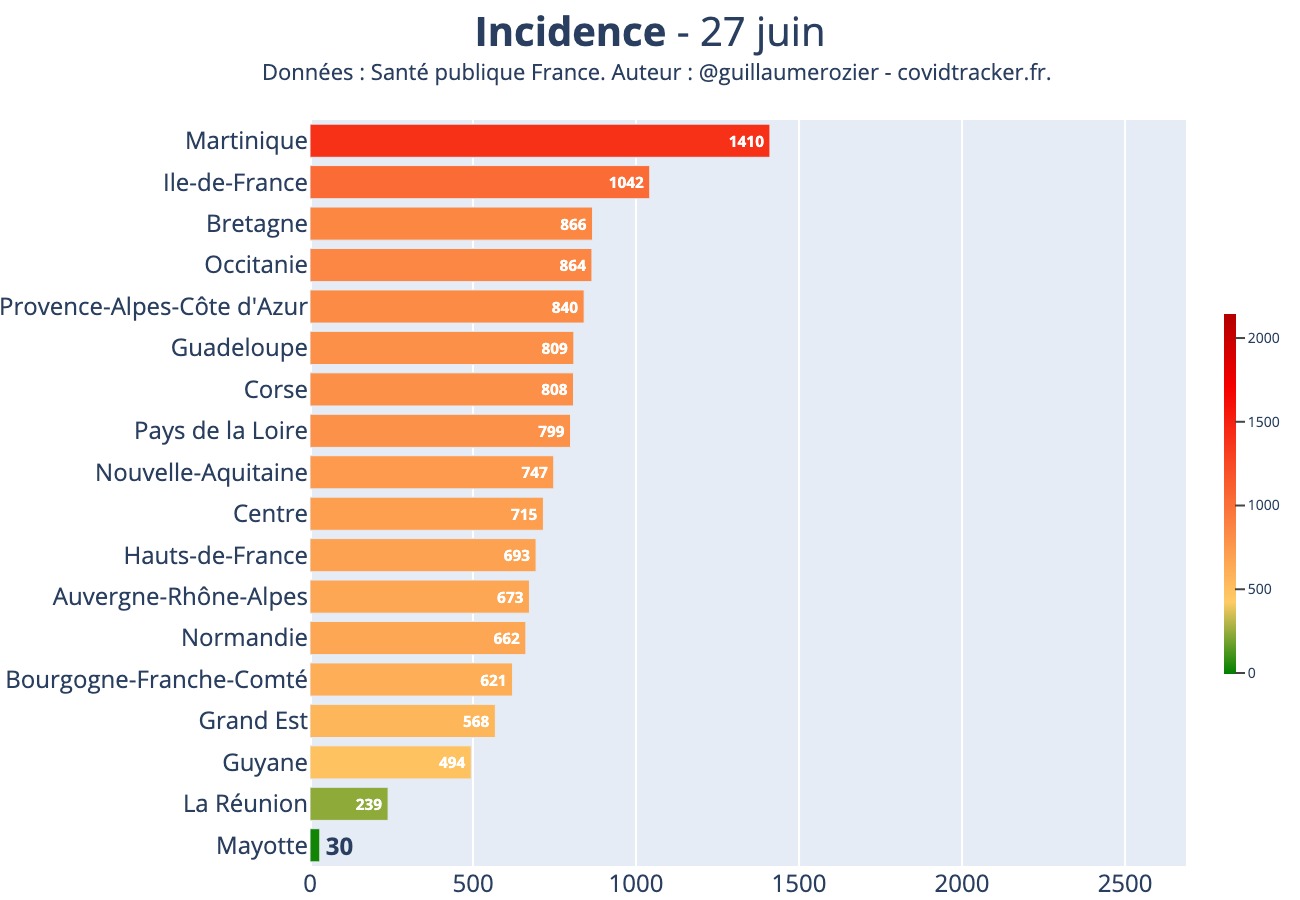 Incidence - 27 juin
Données : Santé publique France. Auteur : @guillaumerozier - covidtracker.fr.
Martinique 1410
Ile-de-France 1042
Bretagne 866
Occitanie 864
Provence-Alpes-Côte d'Azur 840
Guadeloupe 809
Corse 808
Pays de la Loire 799
Nouvelle-Aquitaine 747
Centre 715
Hauts-de-France 693
Auvergne-Rhône-Alpes 673
Normandie 662
Bourgogne-Franche-Comté 621
Grand Est 568
Guyane 494
La Réunion 239
Mayotte 30
0 500 1000 1500 2000 2500
2000
1500
1000
500
0